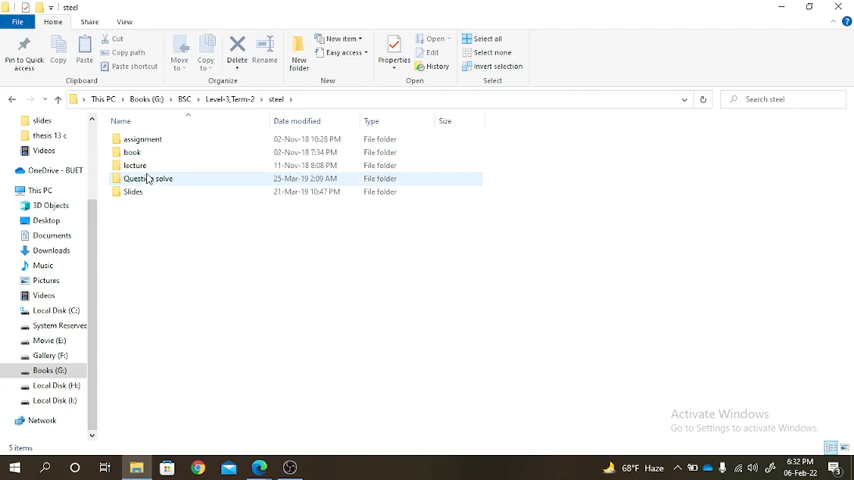 steel
File Home Share View
Pin to Quick access Copy Paste Cut Copy path Paste shortcut Move to Copy to Delete Rename New folder New item Easy access Properties Open Edit History Select all Select none Invert selection
Clipboard Organize New Open Select
This PC Books (G:) BSC Level-3,Term-2 steel Search steel
Name Date modified Type Size
assignment 02-Nov-18 10:28 PM File folder
book 02-Nov-18 7:34 PM File folder
lecture 11-Nov-18 8:08 PM File folder
Question solve 25-Mar-19 2:09 AM File folder
Slides 21-Mar-19 10:47 PM File folder
slides
thesis 13 c
Videos
OneDrive - BUET
This PC
3D Objects
Desktop
Documents
Downloads
Music
Pictures
Videos
Local Disk (C:)
System Reserved
Movie (E:)
Gallery (F:)
Books (G:)
Local Disk (H:)
Local Disk (I:)
Network
Activate Windows
Go to Settings to activate Windows.
5 items
68°F Haze
6:32 PM
06-Feb-22
3